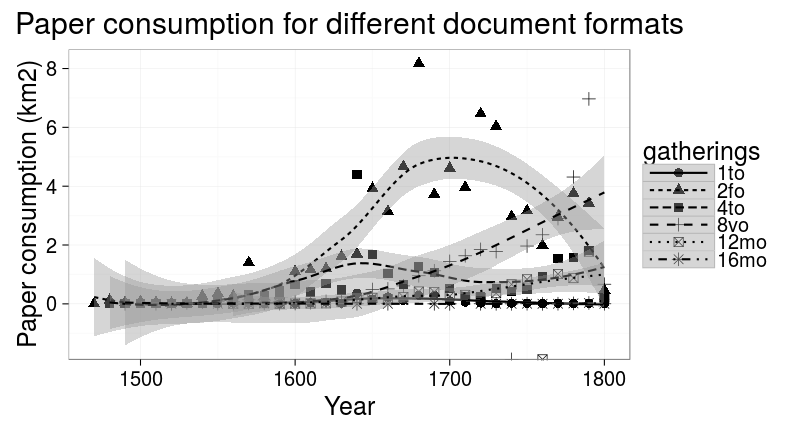 Paper consumption for different document formats
Paper consumption (km2)
8
6
4
2
0
1500 1600 1700 1800
Year
gatherings
1to
2fo
4to
8vo
12mo
16mo